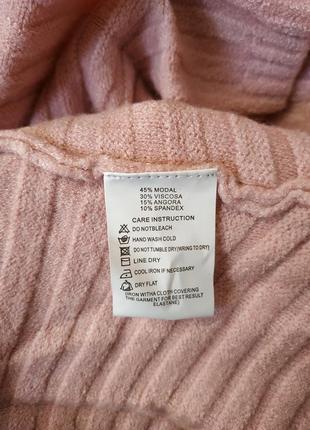 45% MODAL
30% VISCOSA
15% ANGORA
10% SPANDEX
CARE INSTRUCTION
DO NOTBLEACH
HAND WASH COLD
DO NOT TUMBLE DRY(WRING TO DRY)
LINE DRY
COOL IRON IF NECESSARY
DRY FLAT
(IRON WITHA CLOTH COVERING
THE GARMENT FOR BEST RESULT
ELASTANE)